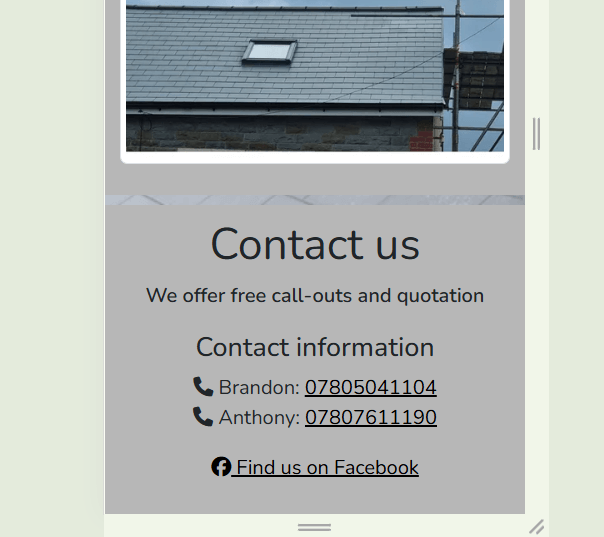 Contact us
We offer free call-outs and quotation
Contact information
Brandon: 07805041104
Anthony: 07807611190
Find us on Facebook